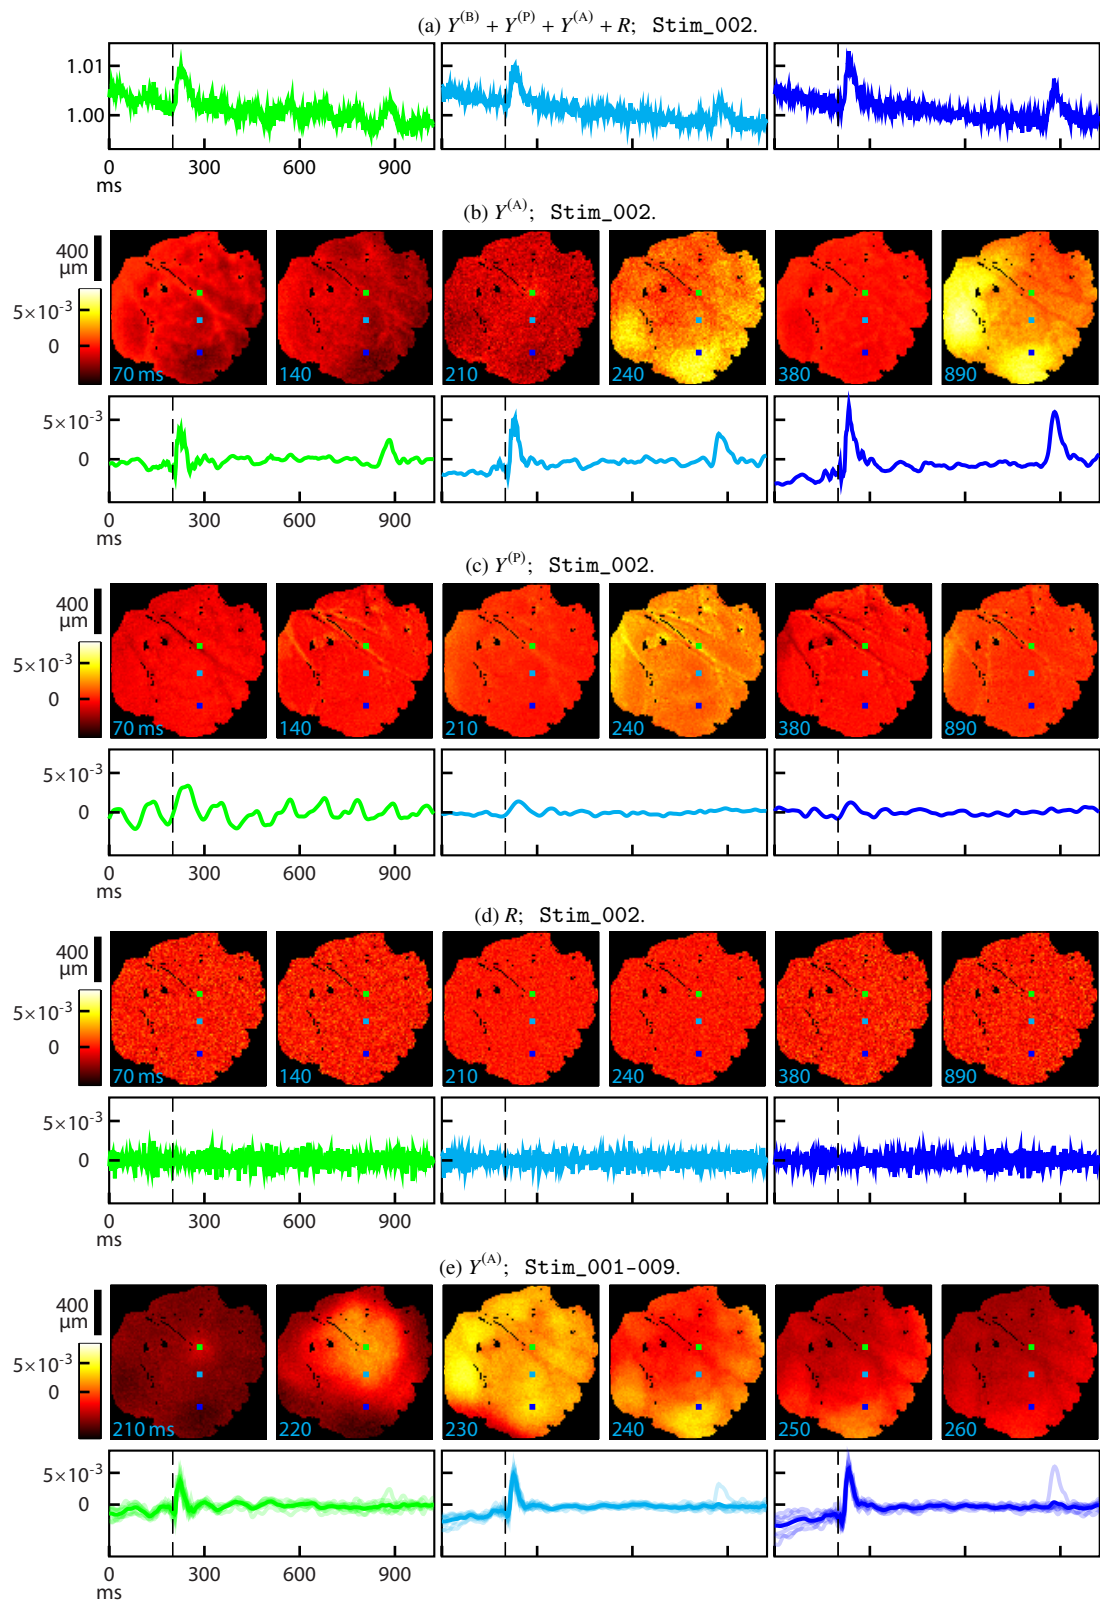 (a) Y^(B) + Y^(P) + Y^(A) + R; Stim_002.
1.01
1.00
0 300 600 900
ms
(b) Y^(A); Stim_002.
400
μm
5×10⁻³
0
70 ms 140 210 240 380 890
5×10⁻³
0
0 300 600 900
ms
(c) Y^(P); Stim_002.
400
μm
5×10⁻³
0
70 ms 140 210 240 380 890
5×10⁻³
0
0 300 600 900
ms
(d) R; Stim_002.
400
μm
5×10⁻³
0
70 ms 140 210 240 380 890
5×10⁻³
0
0 300 600 900
ms
(e) Y^(A); Stim_001-009.
400
μm
5×10⁻³
0
210 ms 220 230 240 250 260
5×10⁻³
0
0 300 600 900
ms